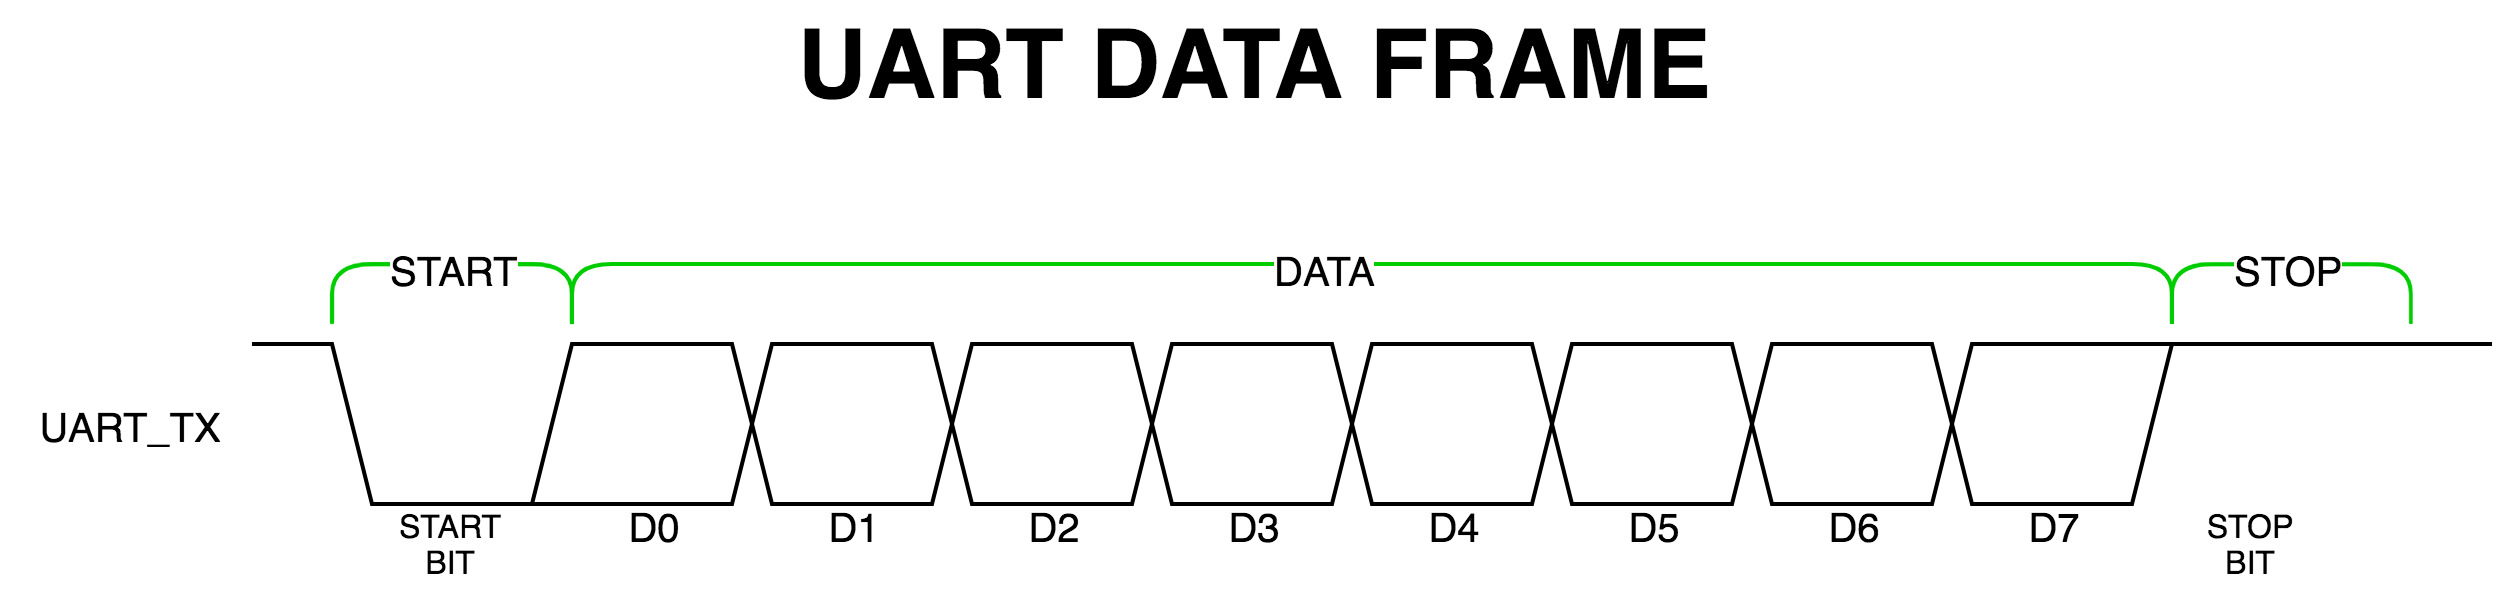 UART DATA FRAME
START
DATA
STOP
UART_TX
START
BIT
D0
D1
D2
D3
D4
D5
D6
D7
STOP
BIT